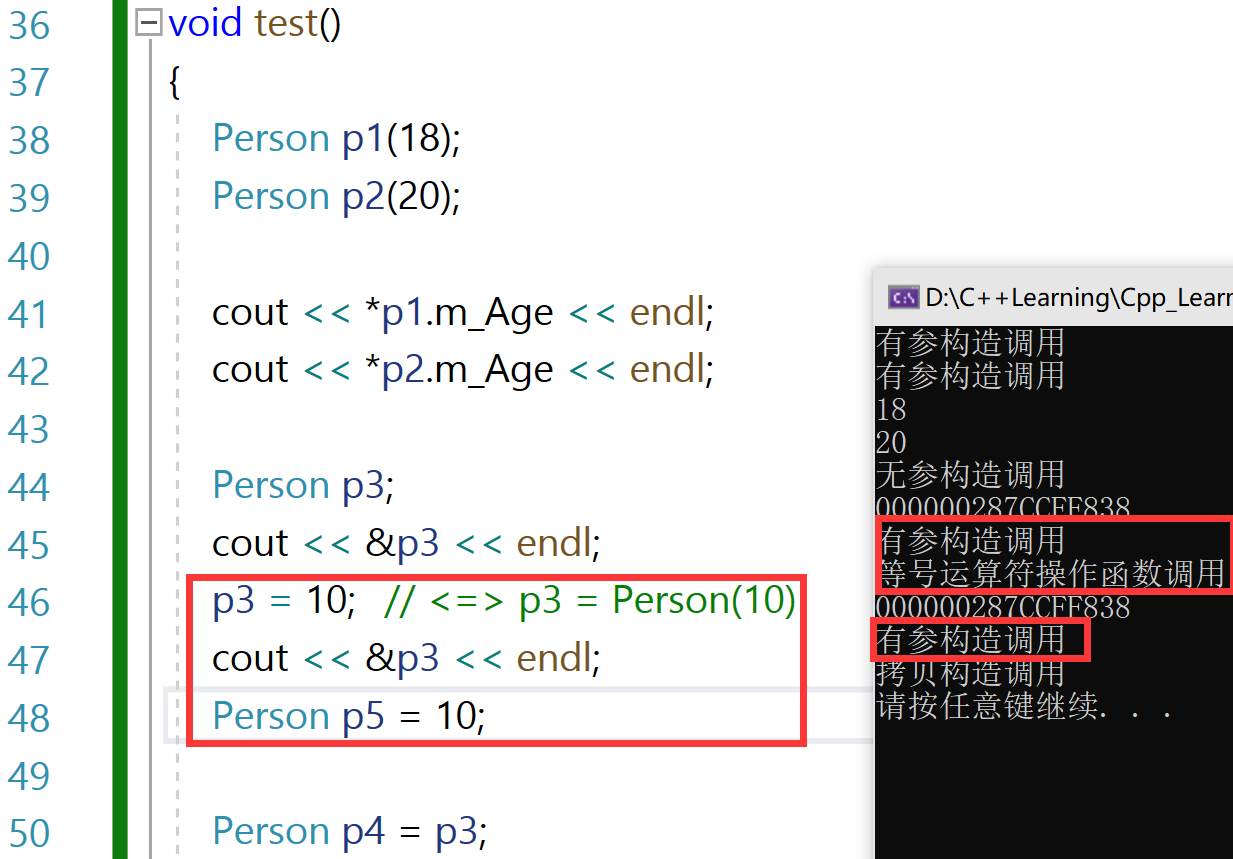 36 void test()
37 {
38 Person p1(18);
39 Person p2(20);
40
41 cout << *p1.m_Age << endl;
42 cout << *p2.m_Age << endl;
43
44 Person p3;
45 cout << &p3 << endl;
46 p3 = 10; // <=> p3 = Person(10)
47 cout << &p3 << endl;
48 Person p5 = 10;
49
50 Person p4 = p3;
C:\ D:\C++Learning\Cpp_Learn
有参构造调用
有参构造调用
18
20
无参构造调用
000000287CCFF838
有参构造调用
等号运算符操作函数调用
000000287CCFF838
有参构造调用
拷贝构造调用
请按任意键继续. . .